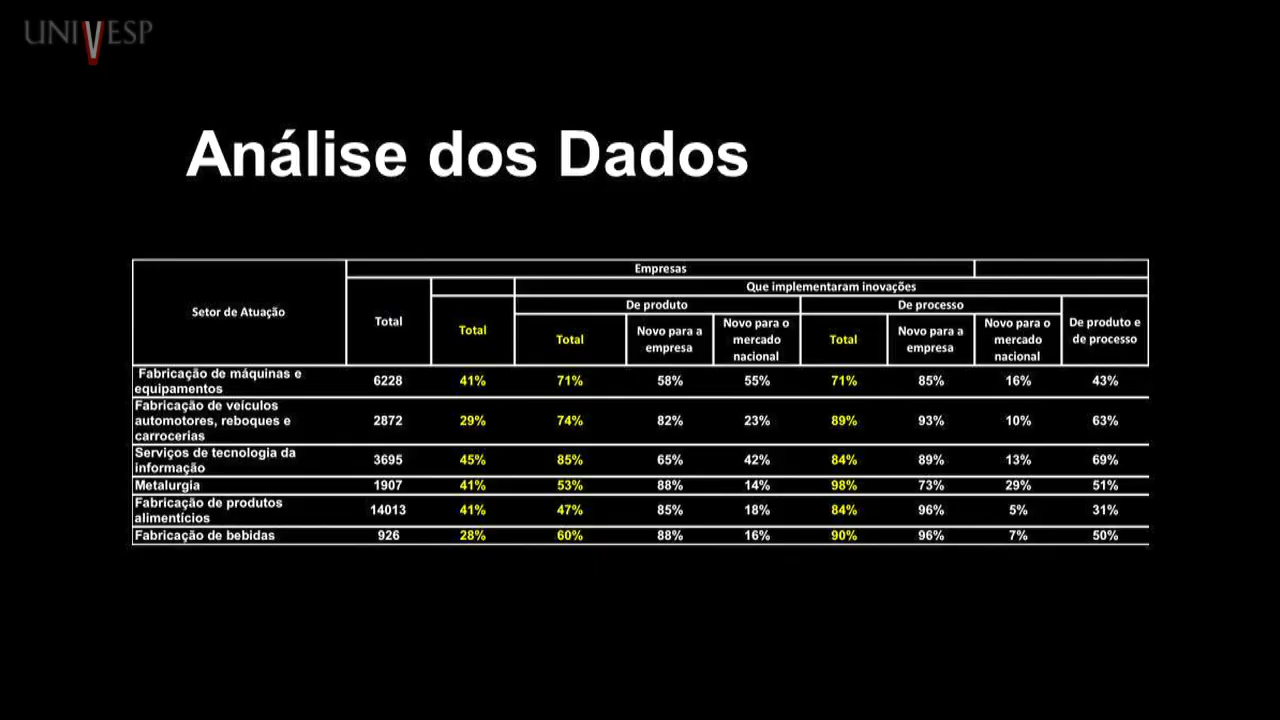 UNIVESP
Análise dos Dados
Empresas
Que implementaram inovações
De produto
De processo
Setor de Atuação
Total
Total
Total
Novo para a
empresa
Novo para o
mercado
nacional
Total
Novo para a
empresa
Novo para o
mercado
nacional
De produto e
de processo
Fabricação de máquinas e
equipamentos
6228 41% 71% 58% 55% 71% 85% 16% 43%
Fabricação de veículos
automotores, reboques e
carrocerias
2872 29% 74% 82% 23% 89% 93% 10% 63%
Serviços de tecnologia da
informação
3695 45% 85% 65% 42% 84% 89% 13% 69%
Metalurgia 1907 41% 53% 88% 14% 98% 73% 29% 51%
Fabricação de produtos
alimentícios
14013 41% 47% 85% 18% 84% 96% 5% 31%
Fabricação de bebidas 926 28% 60% 88% 16% 90% 96% 7% 50%